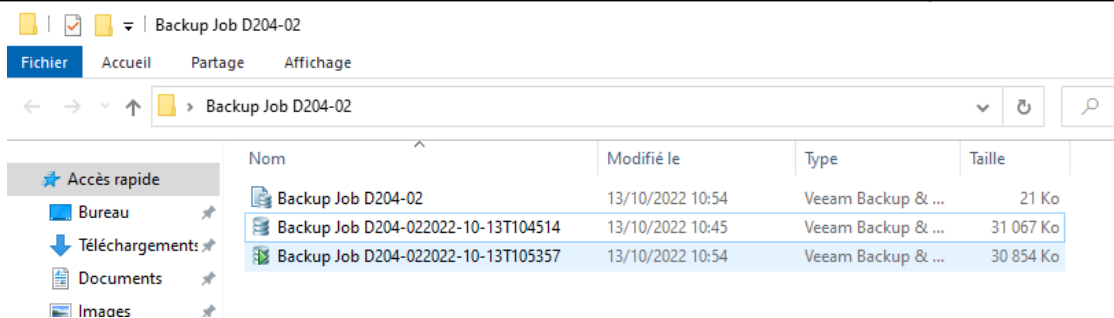 Backup Job D204-02
Fichier Accueil Partage Affichage
Backup Job D204-02
Nom Modifié le Type Taille
Accès rapide
Bureau
Téléchargements
Documents
Images
Backup Job D204-02 13/10/2022 10:54 Veeam Backup & ... 21 Ko
Backup Job D204-022022-10-13T104514 13/10/2022 10:45 Veeam Backup & ... 31 067 Ko
Backup Job D204-022022-10-13T105357 13/10/2022 10:54 Veeam Backup & ... 30 854 Ko